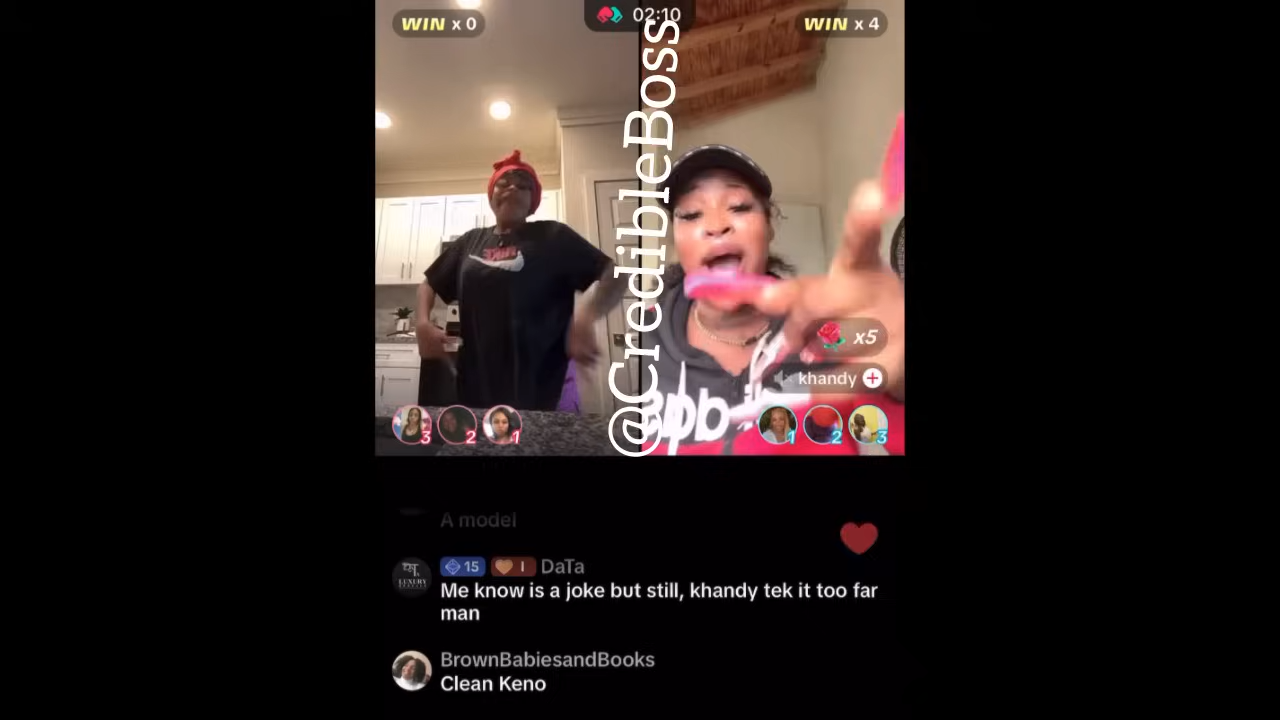 WIN x 0
02:10
WIN x 4
@CredibleBoss
x5
khandy
3
2
1
1
2
3
A model
15
I
DaTa
LUXURY
Me know is a joke but still, khandy tek it too far
man
BrownBabiesandBooks
Clean Keno